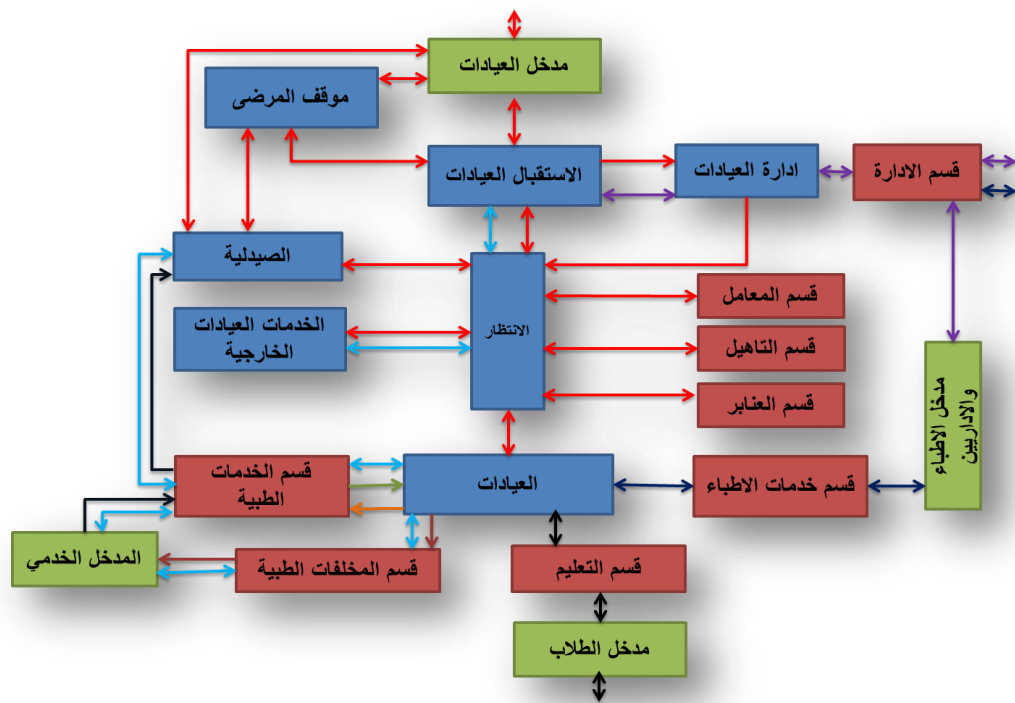 مدخل العيادات
موقف المرضى
الاستقبال العيادات
ادارة العيادات
قسم الادارة
الصيدلية
الانتظار
قسم المعامل
الخدمات العيادات
الخارجية
قسم التاهيل
قسم العنابر
مدخل الاطباء
والاداريين
قسم الخدمات
الطبية
العيادات
قسم خدمات الاطباء
المدخل الخدمي
قسم المخلفات الطبية
قسم التعليم
مدخل الطلاب